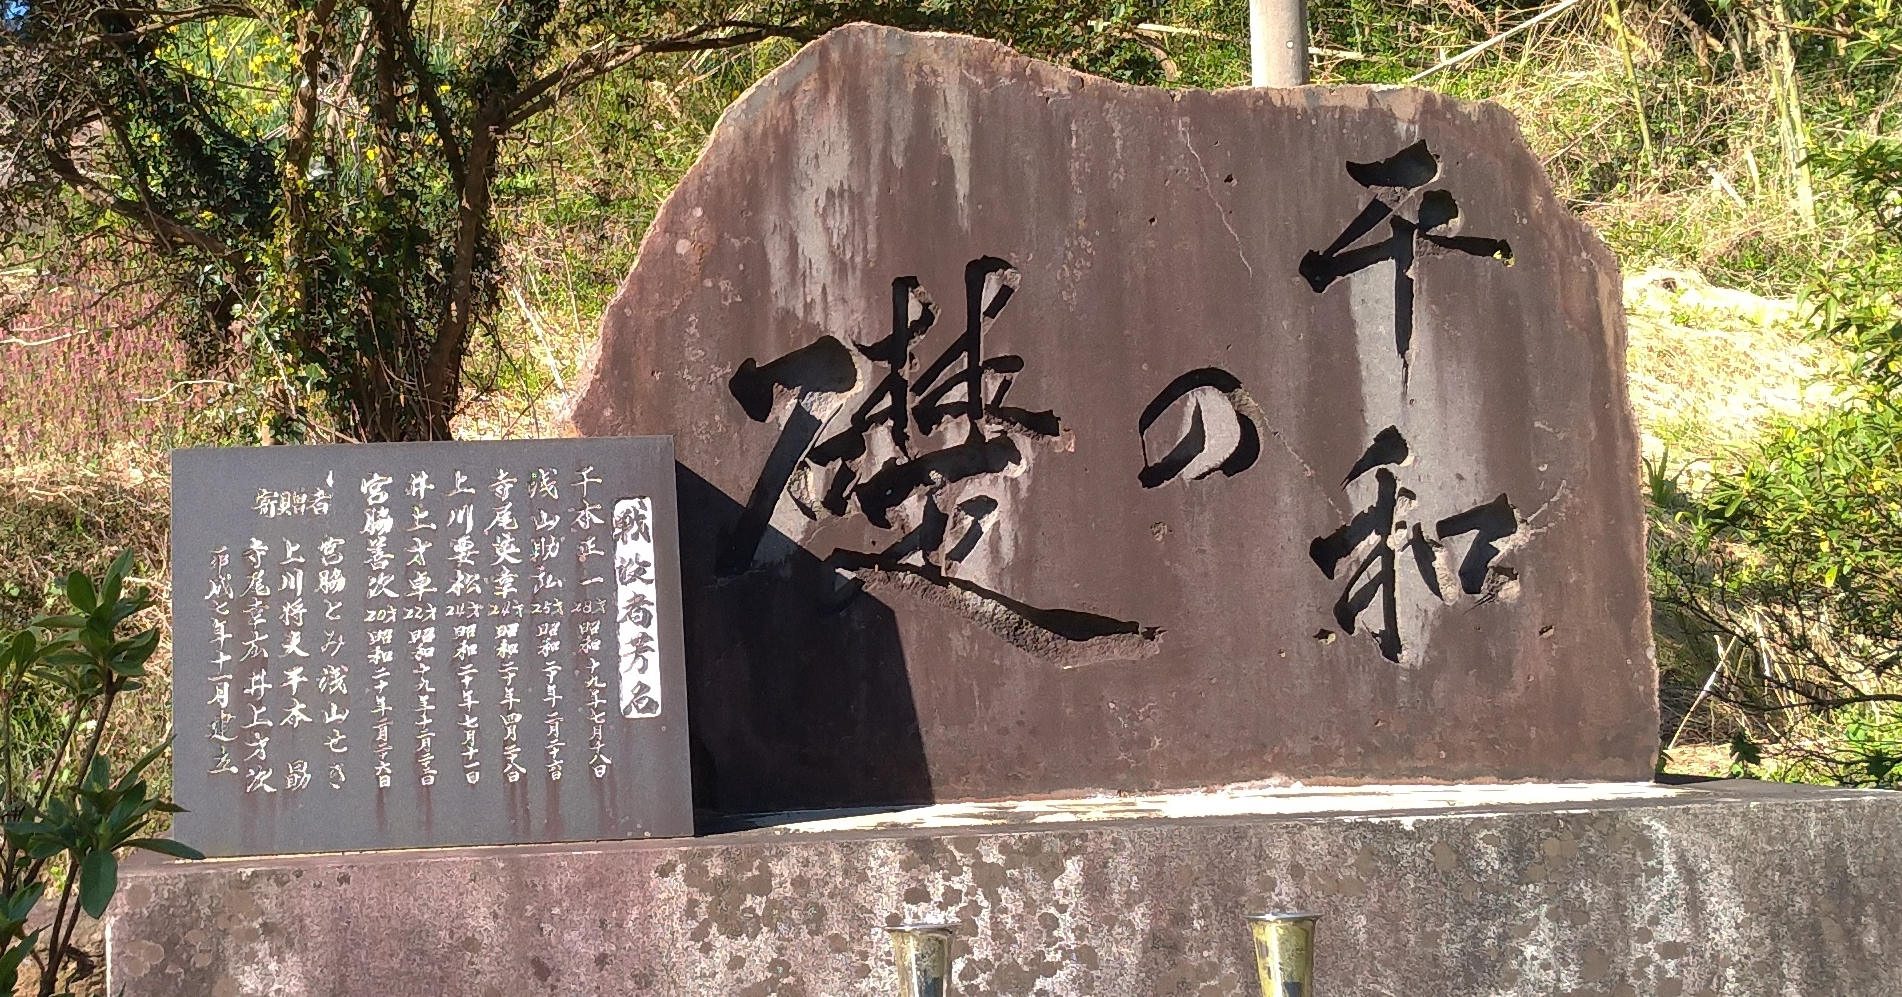 平和
の
礎
戦没者芳名
千本正一 28才 昭和十九年七月十八日
浅山助弘 25才 昭和二十年二月二十六日
寺尾英章 24才 昭和二十年四月二十八日
上川要松 24才 昭和二十年七月十一日
井上才卓 22才 昭和十九年十二月二十三日
宮脇善次 20才 昭和二十年二月二十六日
寄贈者
宮脇とみ 浅山せき
上川将夫 千本勗
寺尾幸広 井上才次
平成七年十一月建立